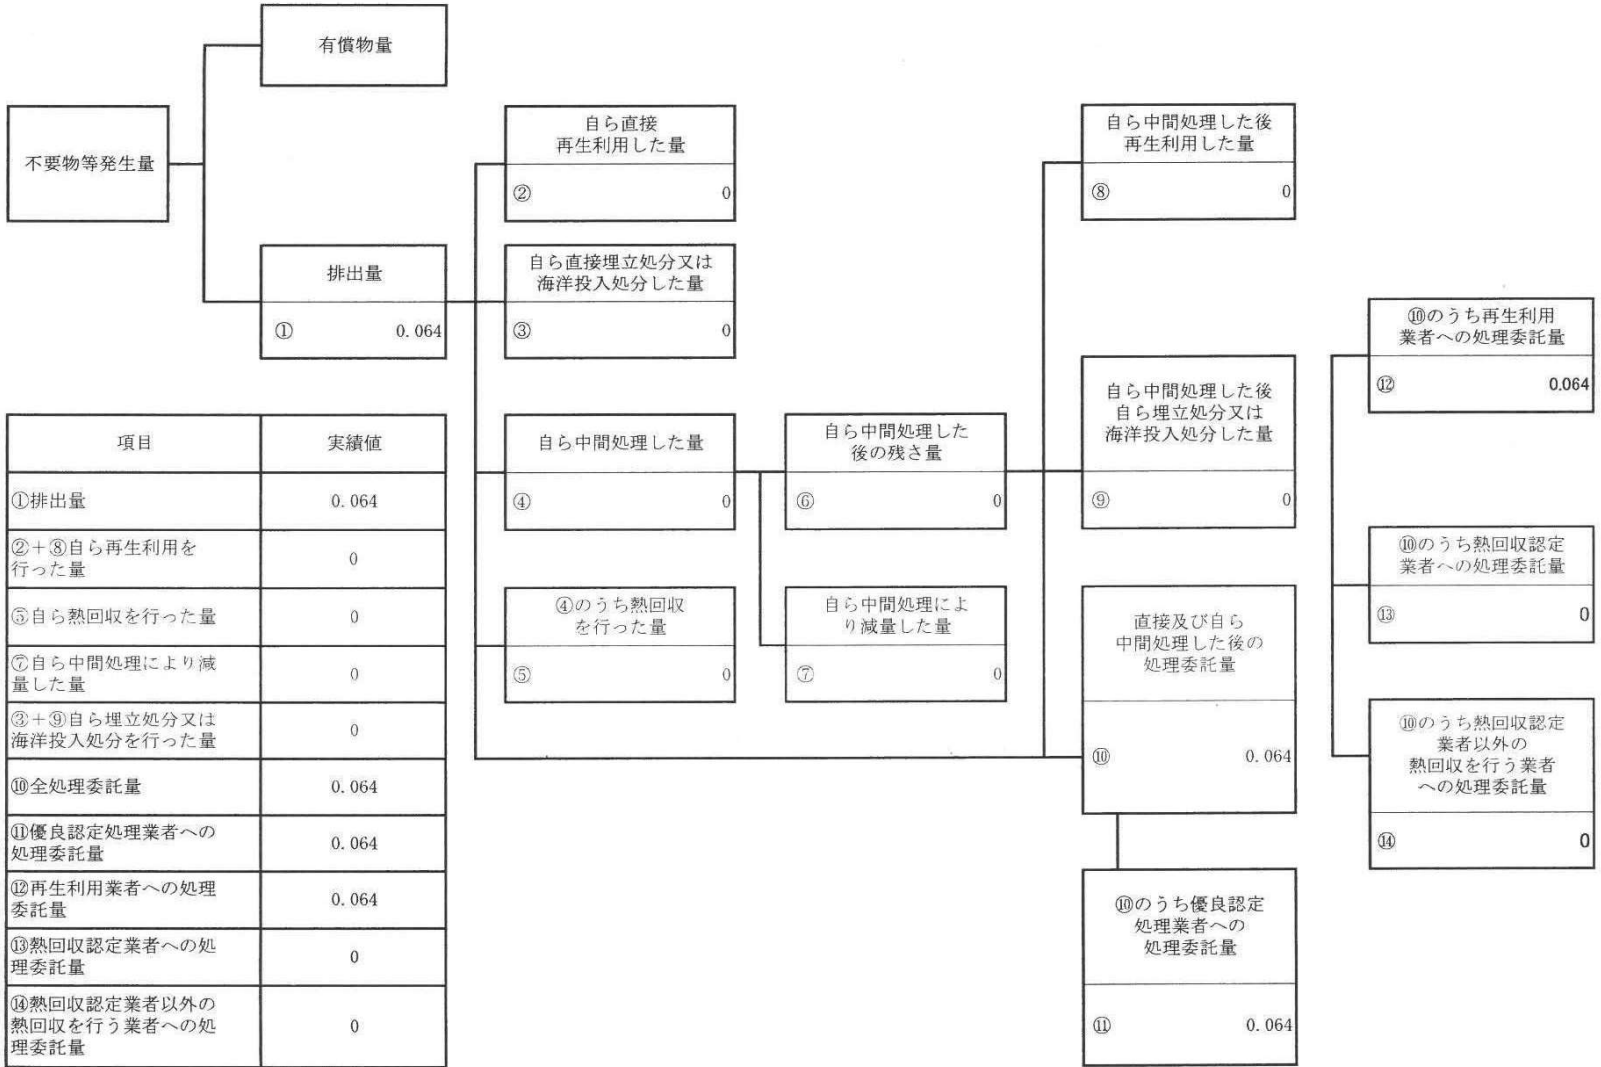 有償物量
不要物等発生量
排出量
① 0.064
自ら直接
再生利用した量
② 0
自ら直接埋立処分又は
海洋投入処分した量
③ 0
自ら中間処理した量
④ 0
④のうち熱回収
を行った量
⑤ 0
自ら中間処理した
後の残さ量
⑥ 0
自ら中間処理によ
り減量した量
⑦ 0
自ら中間処理した後
再生利用した量
⑧ 0
自ら中間処理した後
自ら埋立処分又は
海洋投入処分した量
⑨ 0
直接及び自ら
中間処理した後の
処理委託量
⑩ 0.064
⑩のうち優良認定
処理業者への
処理委託量
⑪ 0.064
⑩のうち再生利用
業者への処理委託量
⑫ 0.064
⑩のうち熱回収認定
業者への処理委託量
⑬ 0
⑩のうち熱回収認定
業者以外の
熱回収を行う業者
への処理委託量
⑭ 0
項目 実績値
①排出量 0.064
②+⑧自ら再生利用を
行った量 0
⑤自ら熱回収を行った量 0
⑦自ら中間処理により減
量した量 0
③+⑨自ら埋立処分又は
海洋投入処分を行った量 0
⑩全処理委託量 0.064
⑪優良認定処理業者への
処理委託量 0.064
⑫再生利用業者への処理
委託量 0.064
⑬熱回収認定業者への処
理委託量 0
⑭熱回収認定業者以外の
熱回収を行う業者への処
理委託量 0